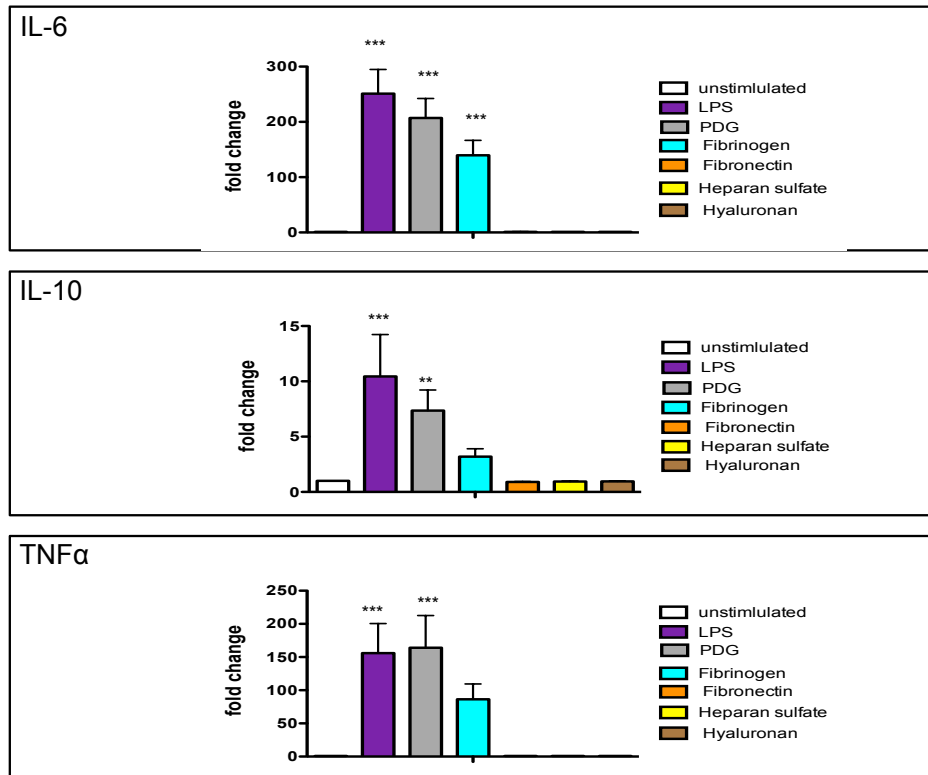 IL-6
***
***
***
300
200
100
0
fold change
unstimlulated
LPS
PDG
Fibrinogen
Fibronectin
Heparan sulfate
Hyaluronan
IL-10
***
**
15
10
5
0
fold change
unstimlulated
LPS
PDG
Fibrinogen
Fibronectin
Heparan sulfate
Hyaluronan
TNFα
***
***
250
200
150
100
50
0
fold change
unstimlulated
LPS
PDG
Fibrinogen
Fibronectin
Heparan sulfate
Hyaluronan